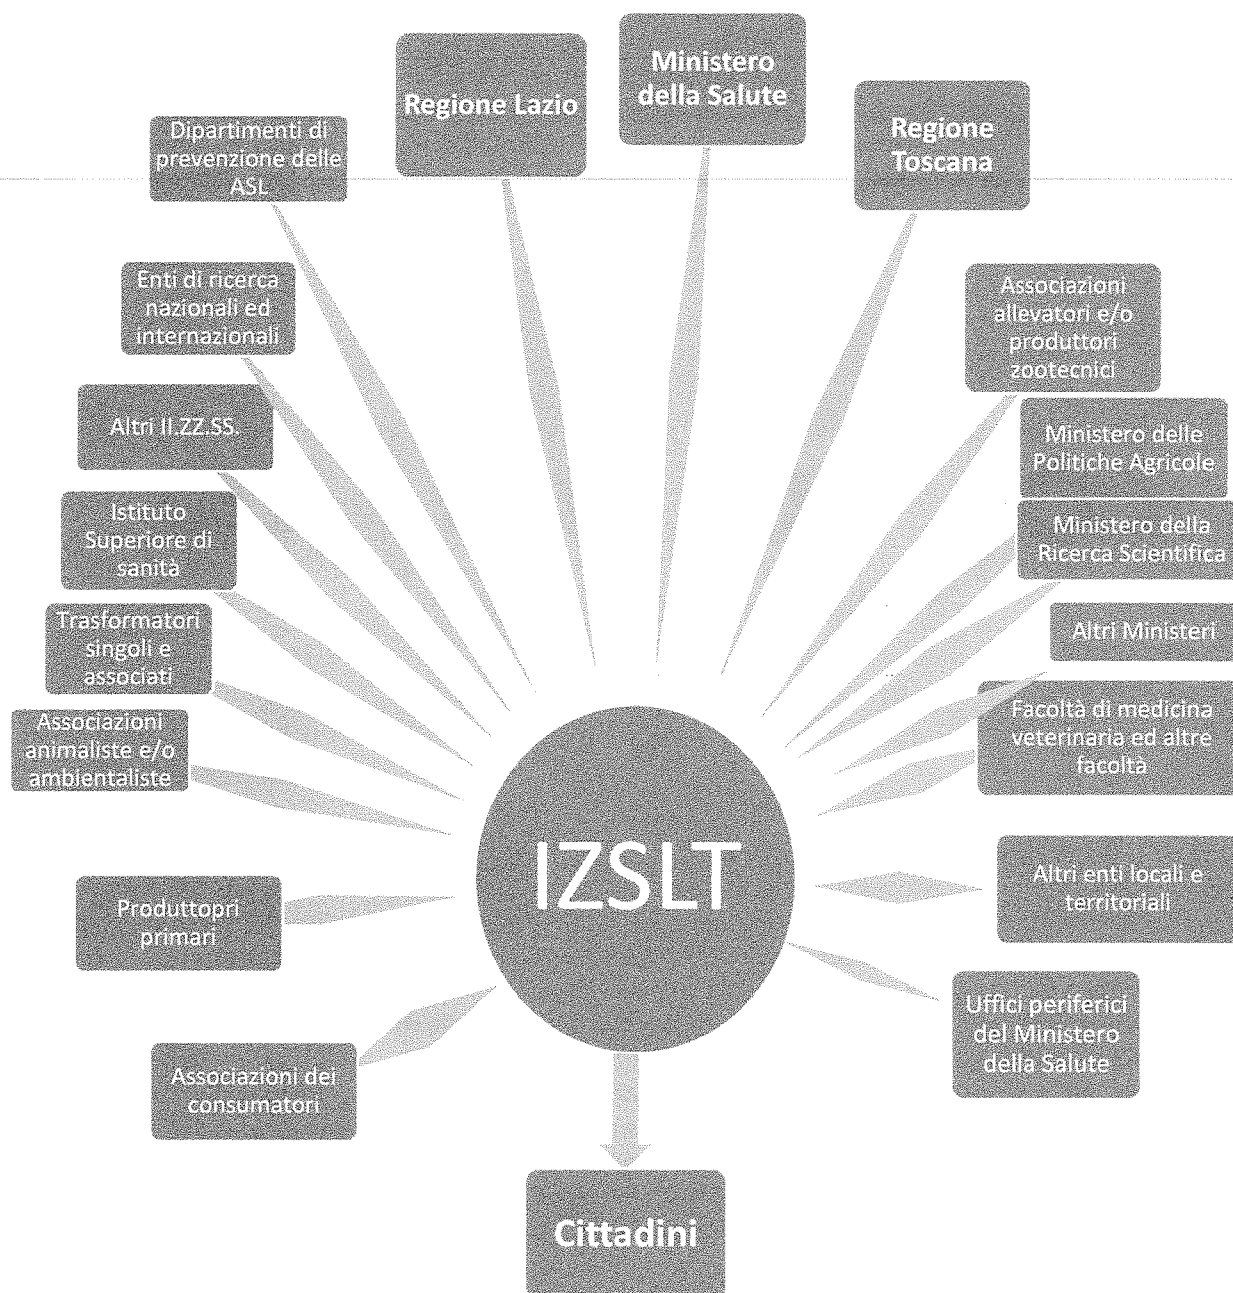 Ministero
della Salute
Regione Lazio
Regione
Toscana
Dipartimenti di
prevenzione delle
ASL
Enti di ricerca
nazionali ed
internazionali
Associazioni
allevatori e/o
produttori
zootecnici
Altri II.ZZ.SS.
Ministero delle
Politiche Agricole
Istituto
Superiore di
sanità
Ministero della
Ricerca Scientifica
Trasformatori
singoli e
associati
Altri Ministeri
Associazioni
animaliste e/o
ambientaliste
Facoltà di medicina
veterinaria ed altre
facoltà
IZSLT
Altri enti locali e
territoriali
Produttopri
primari
Uffici periferici
del Ministero
della Salute
Associazioni dei
consumatori
Cittadini